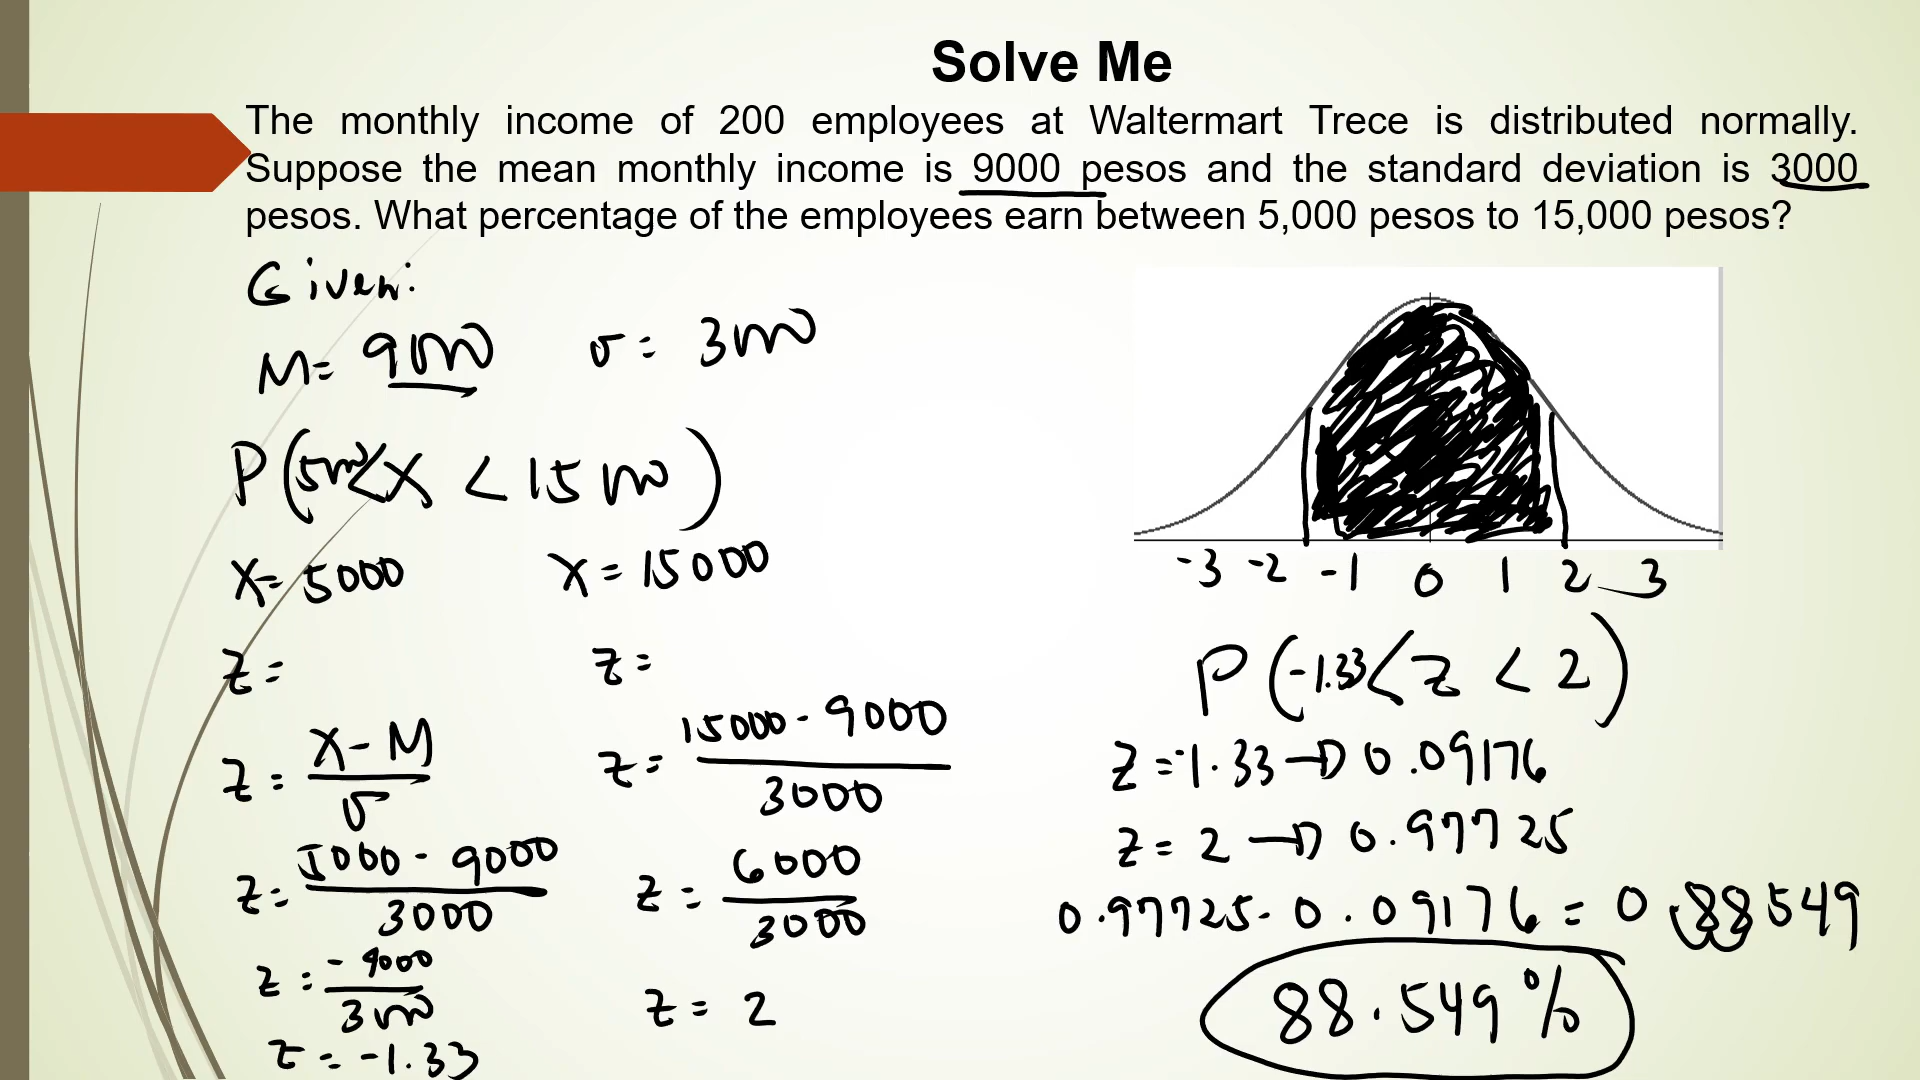 Solve Me
The monthly income of 200 employees at Waltermart Trece is distributed normally.
Suppose the mean monthly income is 9000 pesos and the standard deviation is 3000
pesos. What percentage of the employees earn between 5,000 pesos to 15,000 pesos?
Given:
M = 9000 σ = 3000
P(5000 < X < 15000)
X = 5000 X = 15000
z = z =
z = X - M / σ z = 15000 - 9000 / 3000
z = 5000 - 9000 / 3000 z = 6000 / 3000
z = -4000 / 3000 z = 2
z = -1.33
-3 -2 -1 0 1 2 3
P(-1.33 < z < 2)
z = -1.33 → 0.09176
z = 2 → 0.97725
0.97725 - 0.09176 = 0.88549
88.549%